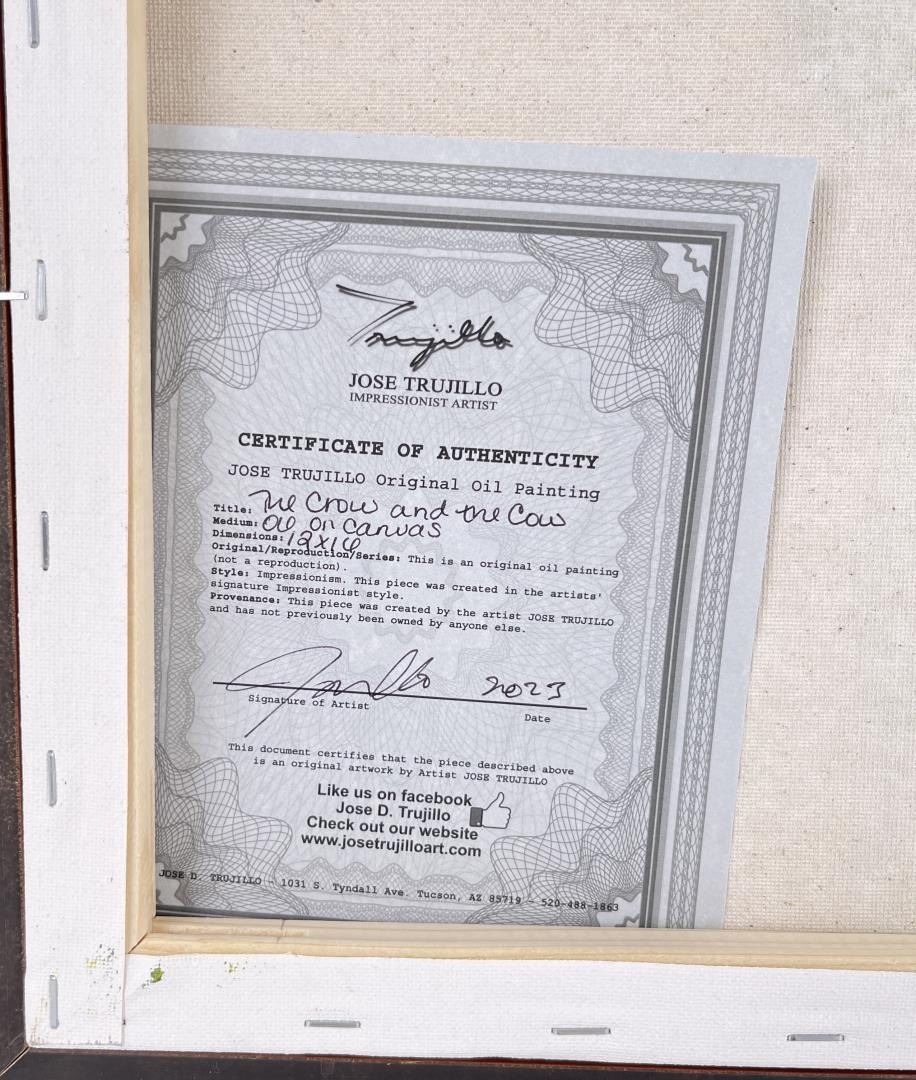 Trujillo
JOSE TRUJILLO
IMPRESSIONIST ARTIST
CERTIFICATE OF AUTHENTICITY
JOSE TRUJILLO Original Oil Painting
Title: The Crow and the Cow
Medium: Oil on Canvas
Dimensions: 12x16
Original/Reproduction/Series: This is an original oil painting
(not a reproduction).
Style: Impressionism. This piece was created in the artists'
signature Impressionist style.
Provenance: This piece was created by the artist JOSE TRUJILLO
and has not previously been owned by anyone else.
Trujillo 2023
Signature of Artist Date
This document certifies that the piece described above
is an original artwork by Artist JOSE TRUJILLO
Like us on facebook
Jose D. Trujillo
Check out our website
www.josetrujilloart.com
JOSE D. TRUJILLO - 1031 S. Tyndall Ave. Tucson, AZ 85719 - 520-488-1863